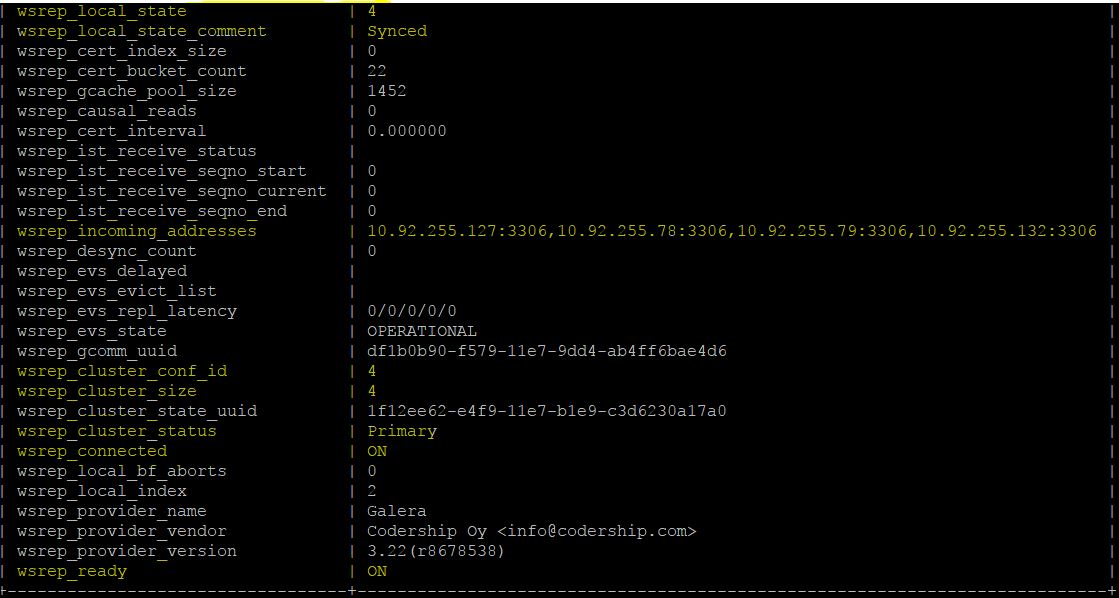 | wsrep_local_state | 4 |
| wsrep_local_state_comment | Synced |
| wsrep_cert_index_size | 0 |
| wsrep_cert_bucket_count | 22 |
| wsrep_gcache_pool_size | 1452 |
| wsrep_causal_reads | 0 |
| wsrep_cert_interval | 0.000000 |
| wsrep_ist_receive_status | |
| wsrep_ist_receive_seqno_start | 0 |
| wsrep_ist_receive_seqno_current | 0 |
| wsrep_ist_receive_seqno_end | 0 |
| wsrep_incoming_addresses | 10.92.255.127:3306,10.92.255.78:3306,10.92.255.79:3306,10.92.255.132:3306 |
| wsrep_desync_count | 0 |
| wsrep_evs_delayed | |
| wsrep_evs_evict_list | |
| wsrep_evs_repl_latency | 0/0/0/0/0 |
| wsrep_evs_state | OPERATIONAL |
| wsrep_gcomm_uuid | df1b0b90-f579-11e7-9dd4-ab4ff6bae4d6 |
| wsrep_cluster_conf_id | 4 |
| wsrep_cluster_size | 4 |
| wsrep_cluster_state_uuid | 1f12ee62-e4f9-11e7-b1e9-c3d6230a17a0 |
| wsrep_cluster_status | Primary |
| wsrep_connected | ON |
| wsrep_local_bf_aborts | 0 |
| wsrep_local_index | 2 |
| wsrep_provider_name | Galera |
| wsrep_provider_vendor | Codership Oy <info@codership.com> |
| wsrep_provider_version | 3.22(r8678538) |
| wsrep_ready | ON |
+----------------------------------+---------------------------------------------------------------------------+